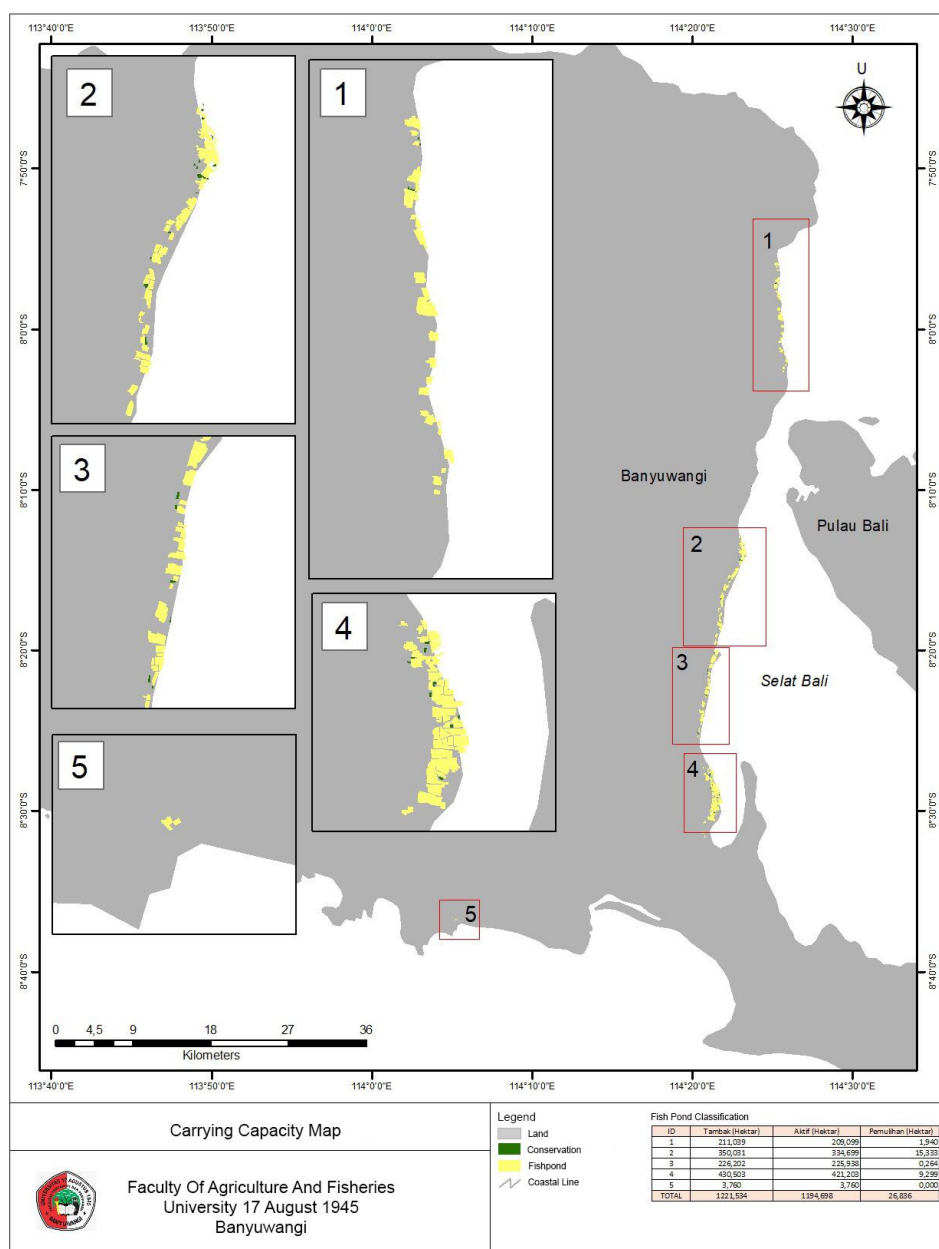 113°40'0"E 113°50'0"E 114°0'0"E 114°10'0"E 114°20'0"E 114°30'0"E
7°50'0"S 7°50'0"S
8°0'0"S 8°0'0"S
8°10'0"S 8°10'0"S
8°20'0"S 8°20'0"S
8°30'0"S 8°30'0"S
8°40'0"S 8°40'0"S
U
2
1
3
4
5
1
Banyuwangi
Pulau Bali
2
3
Selat Bali
4
5
0 4,5 9 18 27 36
Kilometers
113°40'0"E 113°50'0"E 114°0'0"E 114°10'0"E 114°20'0"E 114°30'0"E
Carrying Capacity Map
Faculty Of Agriculture And Fisheries
University 17 August 1945
Banyuwangi
UNIVERSITAS 17 AGUSTUS 1945
BANYUWANGI
Legend
Land
Conservation
Fishpond
Coastal Line
Fish Pond Classification
ID Tambak (Hektar) Aktif (Hektar) Pemulihan (Hektar)
1 211,039 209,099 1,940
2 350,031 334,699 15,333
3 226,202 225,938 0,264
4 430,503 421,203 9,299
5 3,760 3,760 0,000
TOTAL 1221,534 1194,698 26,836